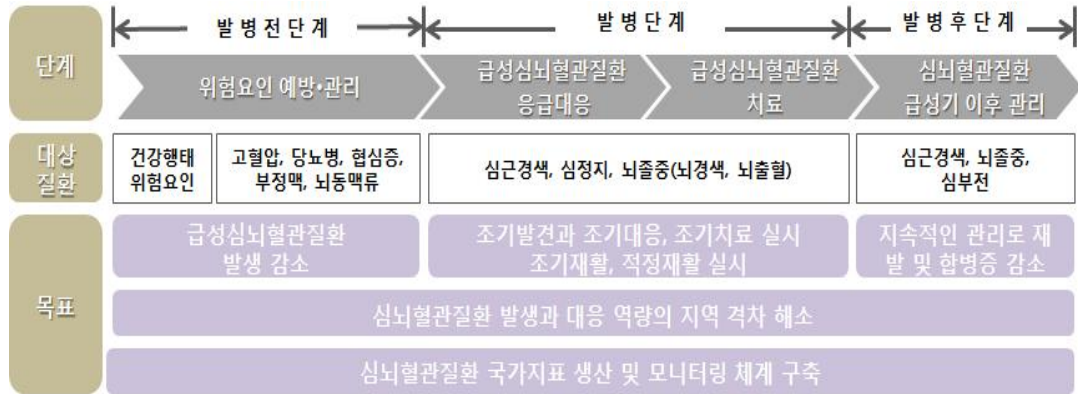 발병전단계
발병단계
발병후단계
단계
위험요인 예방•관리
급성심뇌혈관질환
응급대응
급성심뇌혈관질환
치료
심뇌혈관질환
급성기 이후 관리
대상
질환
건강행태
위험요인
고혈압, 당뇨병, 협심증,
부정맥, 뇌동맥류
심근경색, 심정지, 뇌졸중(뇌경색, 뇌출혈)
심근경색, 뇌졸중,
심부전
목표
급성심뇌혈관질환
발생 감소
조기발견과 조기대응, 조기치료 실시
조기재활, 적정재활 실시
지속적인 관리로 재
발 및 합병증 감소
심뇌혈관질환 발생과 대응 역량의 지역 격차 해소
심뇌혈관질환 국가지표 생산 및 모니터링 체계 구축